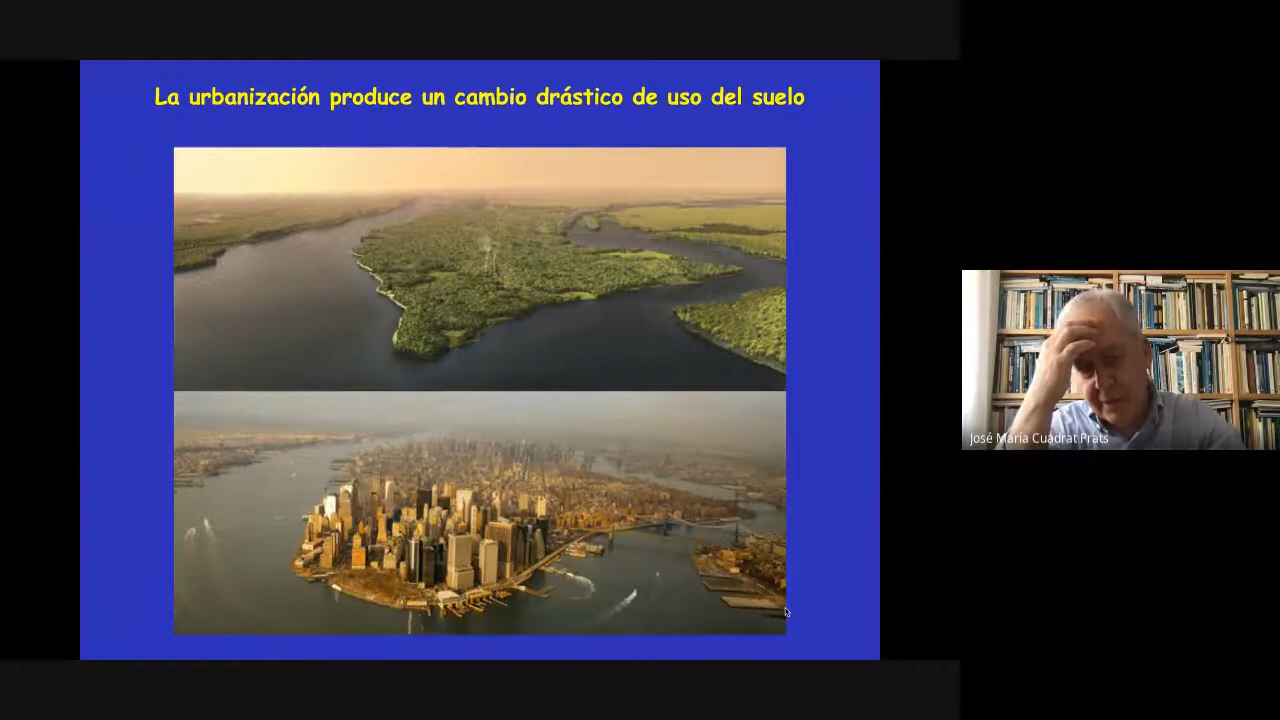 La urbanización produce un cambio drástico de uso del suelo
José María Cuadrat Prats